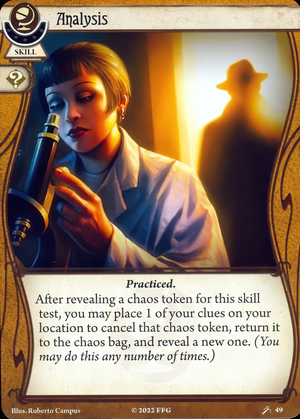 Analysis
SKILL
?
Practiced.
After revealing a chaos token for this skill
test, you may place 1 of your clues on your
location to cancel that chaos token, return it
to the chaos bag, and reveal a new one. (You
may do this any number of times.)
Illus. Roberto Campus © 2022 FFG 49